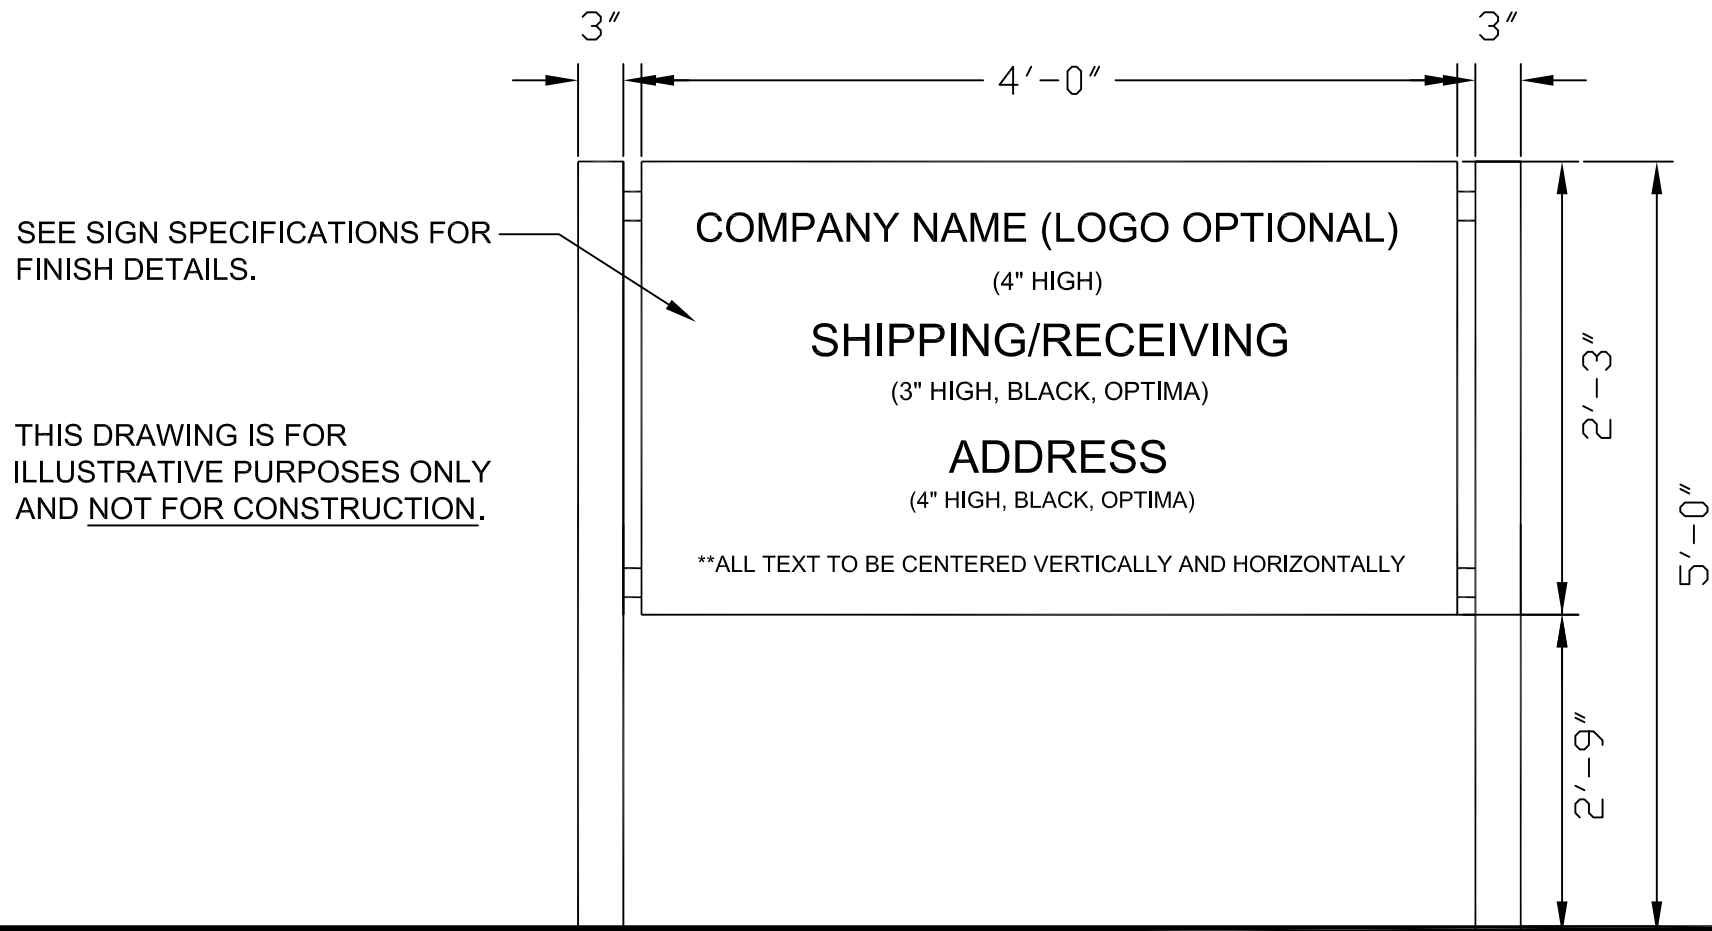 3"
3"
4'-0"
SEE SIGN SPECIFICATIONS FOR
FINISH DETAILS.
COMPANY NAME (LOGO OPTIONAL)
(4" HIGH)
SHIPPING/RECEIVING
(3" HIGH, BLACK, OPTIMA)
ADDRESS
(4" HIGH, BLACK, OPTIMA)
**ALL TEXT TO BE CENTERED VERTICALLY AND HORIZONTALLY
THIS DRAWING IS FOR
ILLUSTRATIVE PURPOSES ONLY
AND NOT FOR CONSTRUCTION.
2'-3"
5'-0"
2'-9"